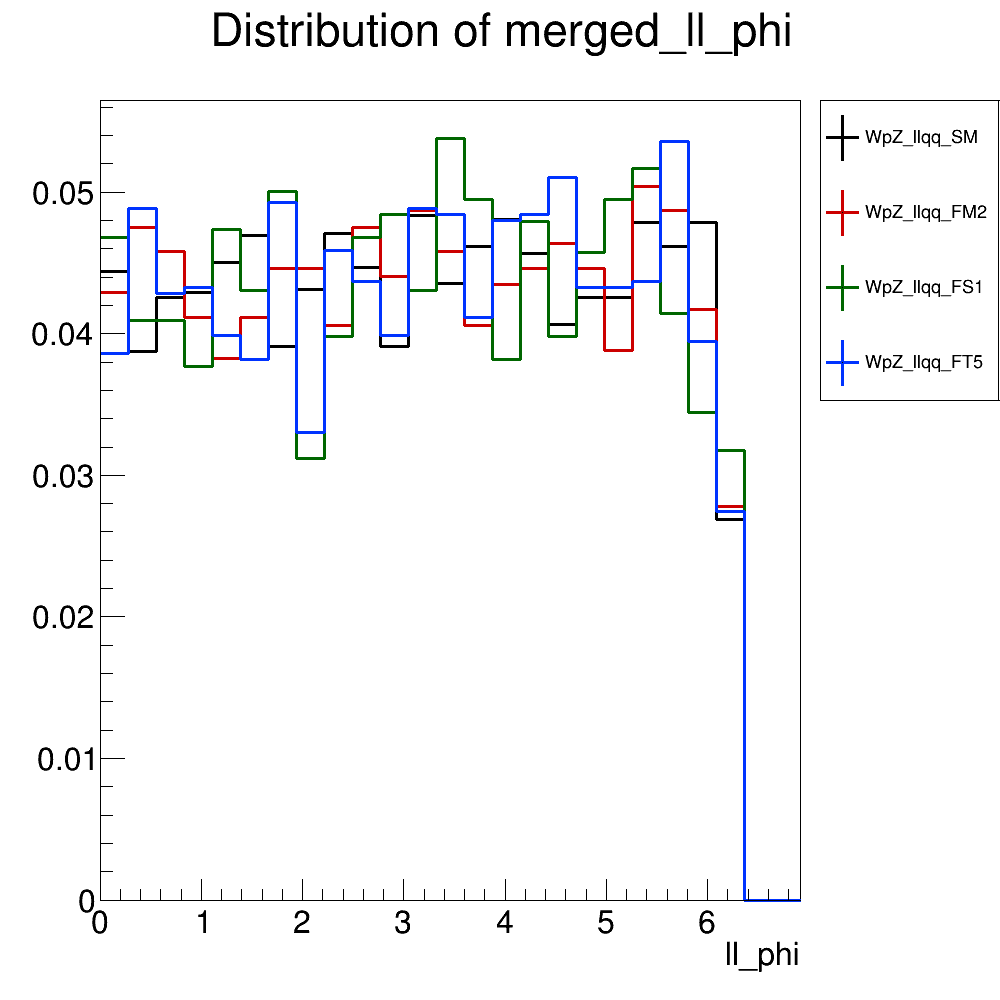 Distribution of merged_ll_phi
WpZ_llqq_SM
WpZ_llqq_FM2
WpZ_llqq_FS1
WpZ_llqq_FT5
0.05
0.04
0.03
0.02
0.01
0
0 1 2 3 4 5 6
ll_phi